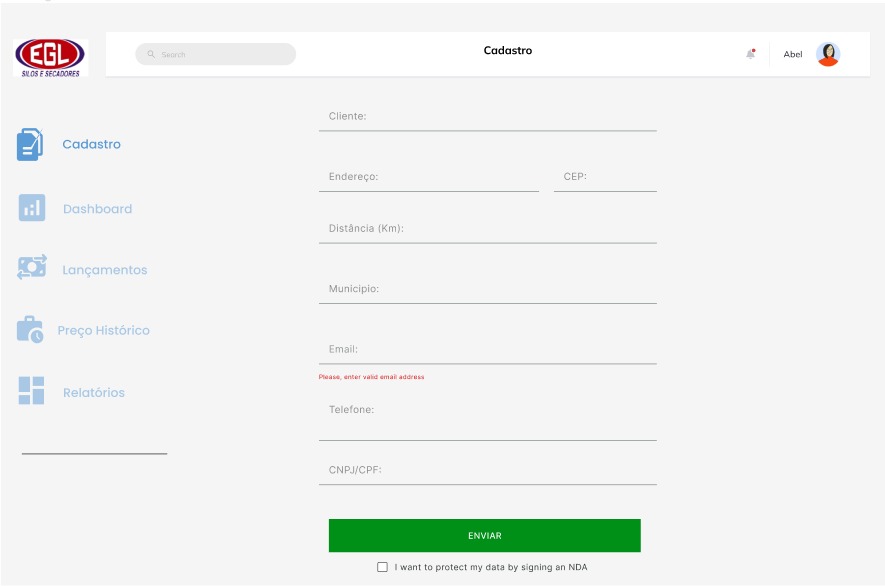 EGL
SILOS E SECADORES
Search
Cadastro
Abel
Cadastro
Dashboard
Lançamentos
Preço Histórico
Relatórios
Cliente:
Endereço:
CEP:
Distância (Km):
Municipio:
Email:
Please, enter valid email address
Telefone:
CNPJ/CPF:
ENVIAR
I want to protect my data by signing an NDA